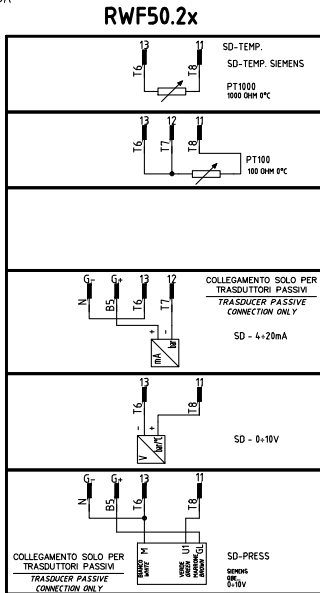 RWF50.2x
13 11 SD-TEMP.
SD-TEMP. SIEMENS
T6 T8
PT1000
1000 OHM 0°C
13 12 11
T6 T7 T8
PT100
100 OHM 0°C
G- G+ 13 12
N B5 T6 T7
COLLEGAMENTO SOLO PER
TRASDUTTORI PASSIVI
TRASDUCER PASSIVE
CONNECTION ONLY
+ -
mA bar
SD - 4÷20mA
13 11
T6 T8
- +
V bar/°C
SD - 0÷10V
G- G+ 13 11
N B5 T6 T8
M U1 GL
BIANCO
WHITE
VERDE
GREEN
MARRONE
BROWN
COLLEGAMENTO SOLO PER
TRASDUTTORI PASSIVI
TRASDUCER PASSIVE
CONNECTION ONLY
SD-PRESS
SIEMENS
QBE..
0÷10V